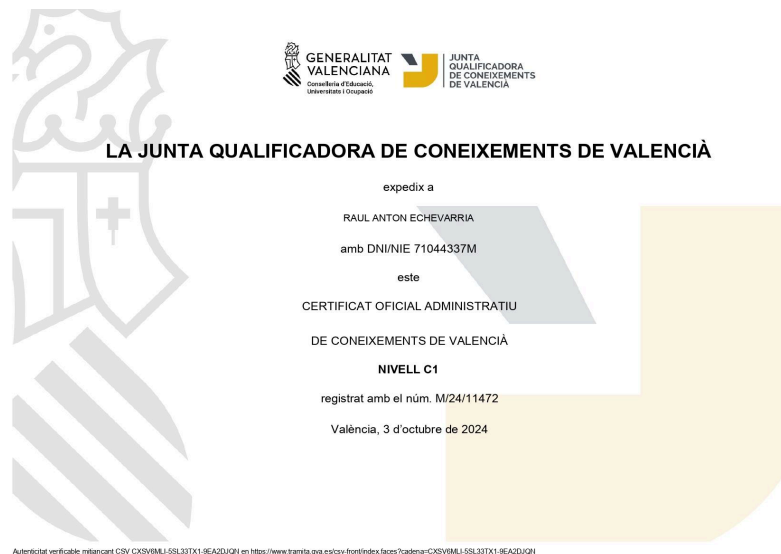 GENERALITAT
VALENCIANA
Conselleria d'Educació,
Universitats i Ocupació
JUNTA
QUALIFICADORA
DE CONEIXEMENTS
DE VALENCIÀ
LA JUNTA QUALIFICADORA DE CONEIXEMENTS DE VALENCIÀ
expedix a
RAUL ANTON ECHEVARRIA
amb DNI/NIE 71044337M
este
CERTIFICAT OFICIAL ADMINISTRATIU
DE CONEIXEMENTS DE VALENCIÀ
NIVELL C1
registrat amb el núm. M/24/11472
València, 3 d'octubre de 2024
Autenticitat verificable mitjançant CSV CXSV6MLI-5SL33TX1-9EA2DJQN en https://www.tramita.gva.es/csv-front/index.faces?cadena=CXSV6MLI-5SL33TX1-9EA2DJQN